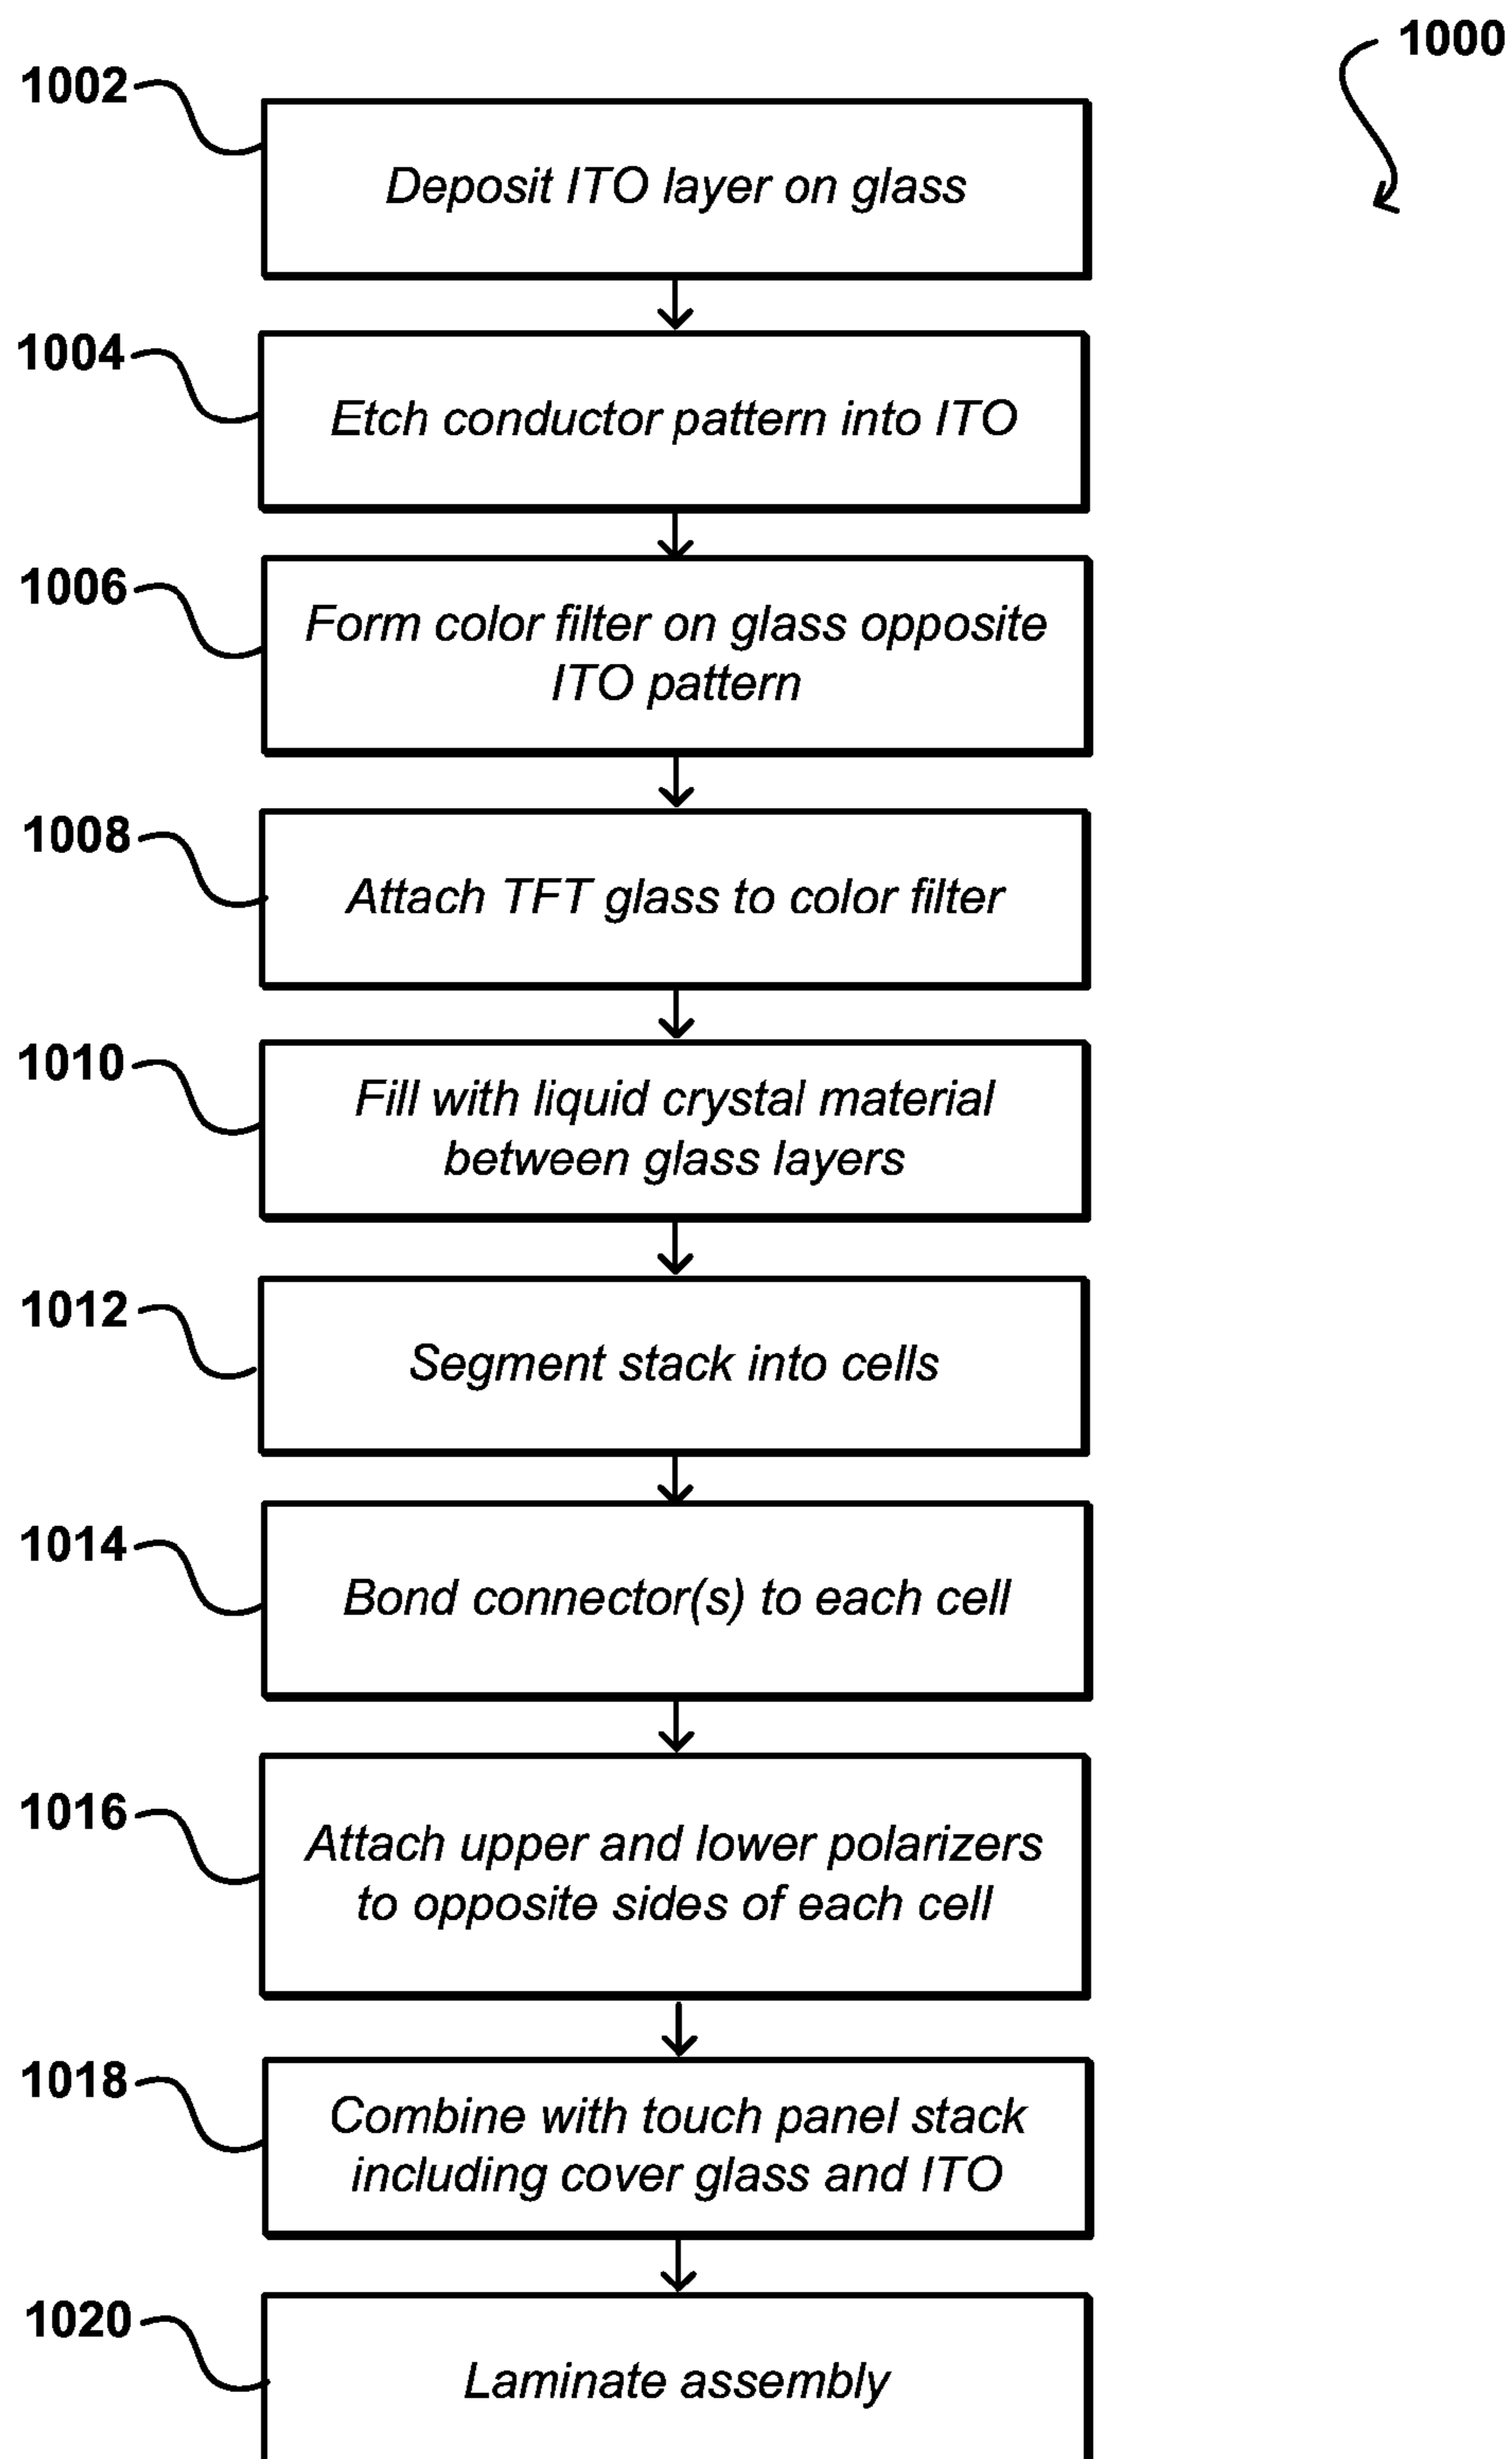 1000
1002
Deposit ITO layer on glass
1004
Etch conductor pattern into ITO
1006
Form color filter on glass opposite
ITO pattern
1008
Attach TFT glass to color filter
1010
Fill with liquid crystal material
between glass layers
1012
Segment stack into cells
1014
Bond connector(s) to each cell
1016
Attach upper and lower polarizers
to opposite sides of each cell
1018
Combine with touch panel stack
including cover glass and ITO
1020
Laminate assembly